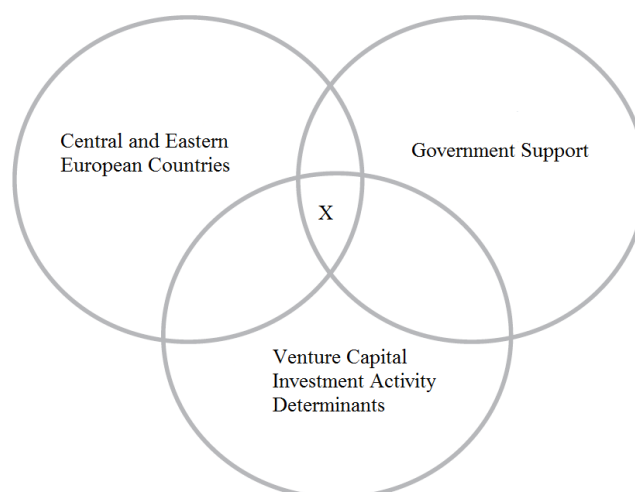 Central and Eastern
European Countries
Government Support
X
Venture Capital
Investment Activity
Determinants